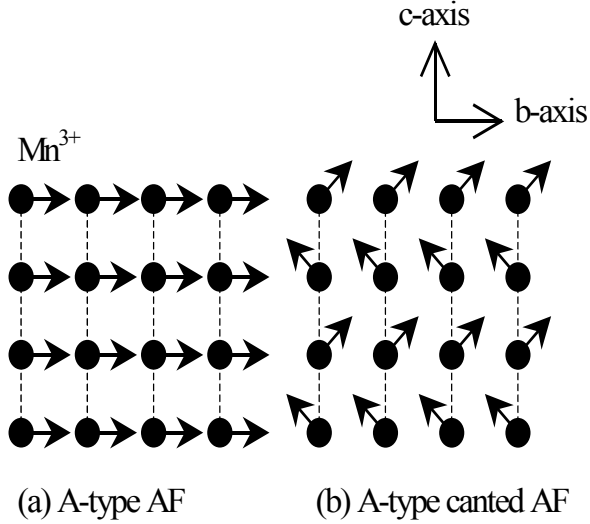 c-axis
b-axis
Mn³⁺
(a) A-type AF
(b) A-type canted AF